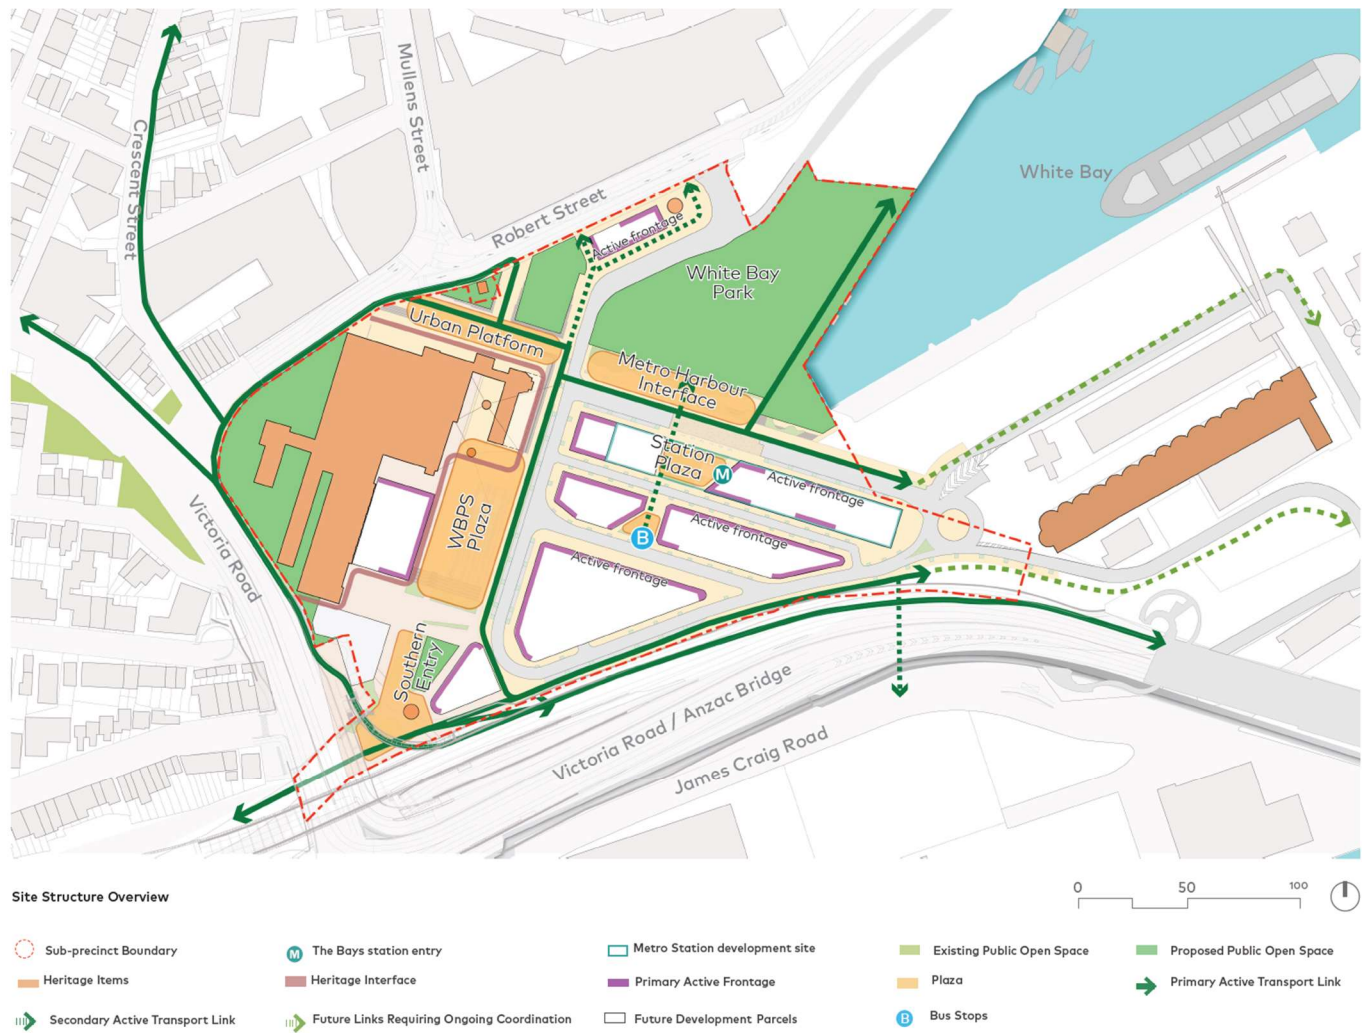 Crescent Street
Mullens Street
Robert Street
White Bay
Active frontage
White Bay
Park
Urban Platform
Metro Harbour
Interface
Station
Plaza
M
Active frontage
WBPS
Plaza
B
Active frontage
Active frontage
Victoria Road
Southern
Entry
Victoria Road / Anzac Bridge
James Craig Road
Site Structure Overview
0 50 100
Sub-precinct Boundary
M The Bays station entry
Metro Station development site
Existing Public Open Space
Proposed Public Open Space
Heritage Items
Heritage Interface
Primary Active Frontage
Plaza
Primary Active Transport Link
Secondary Active Transport Link
Future Links Requiring Ongoing Coordination
Future Development Parcels
B Bus Stops